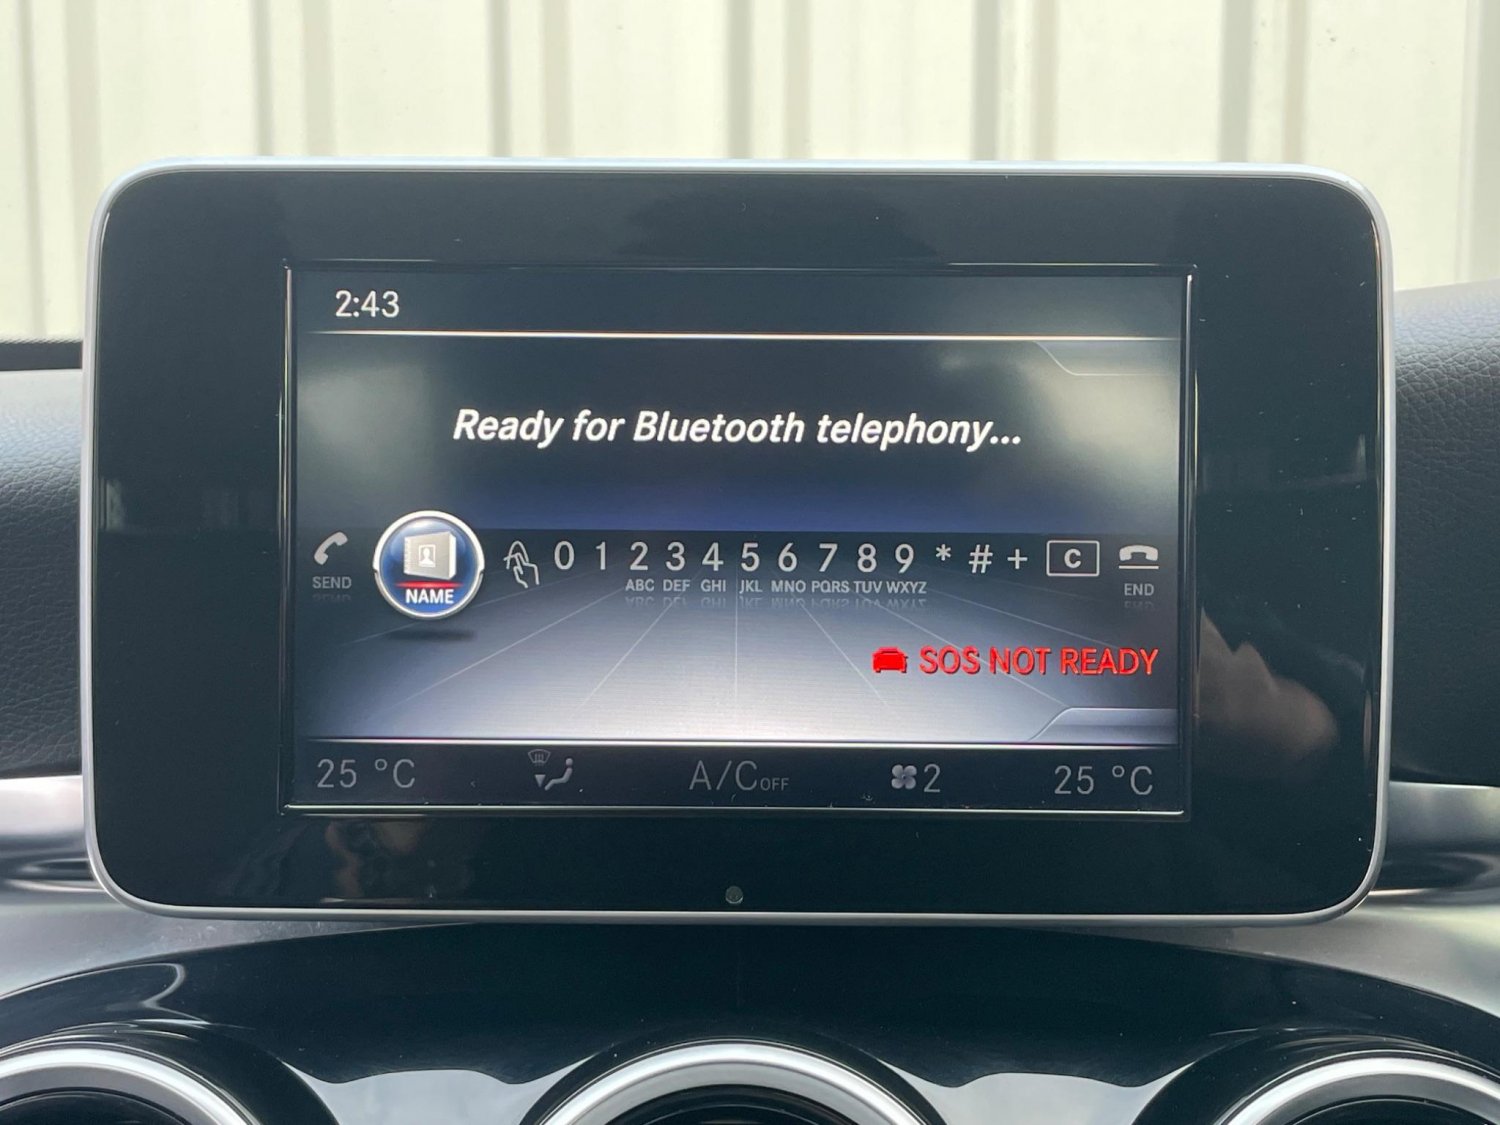 2:43
Ready for Bluetooth telephony...
SEND NAME 0 1 2 3 4 5 6 7 8 9 * # + C END
ABC DEF GHI JKL MNO PQRS TUV WXYZ
SOS NOT READY
25 °C A/C OFF 2 25 °C